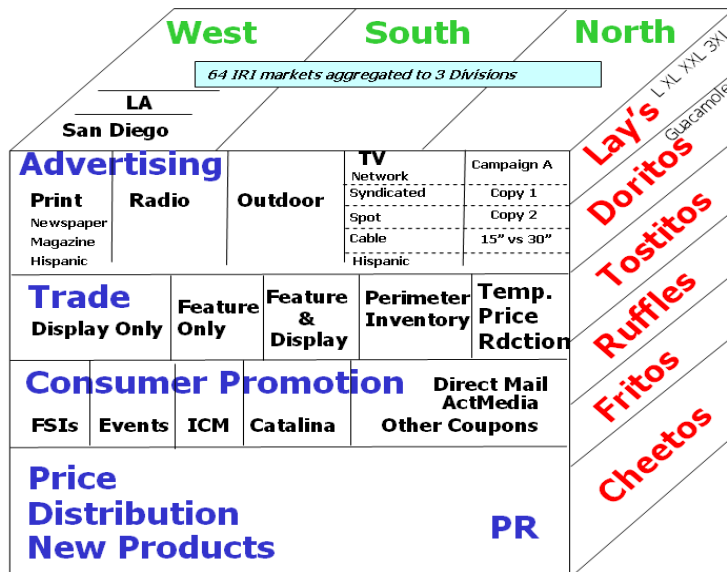 West South North
64 IRI markets aggregated to 3 Divisions
LA
San Diego
L XL XXL 3XL
Guacamole
Lay's
Doritos
Tostitos
Ruffles
Fritos
Cheetos
Advertising
Print
Newspaper
Magazine
Hispanic
Radio
Outdoor
TV
Network Campaign A
Syndicated Copy 1
Spot Copy 2
Cable 15” vs 30”
Hispanic
Trade
Display Only
Feature
Only
Feature
&
Display
Perimeter
Inventory
Temp.
Price
Rdction
Consumer Promotion
FSIs Events ICM Catalina
Direct Mail
ActMedia
Other Coupons
Price
Distribution
New Products
PR